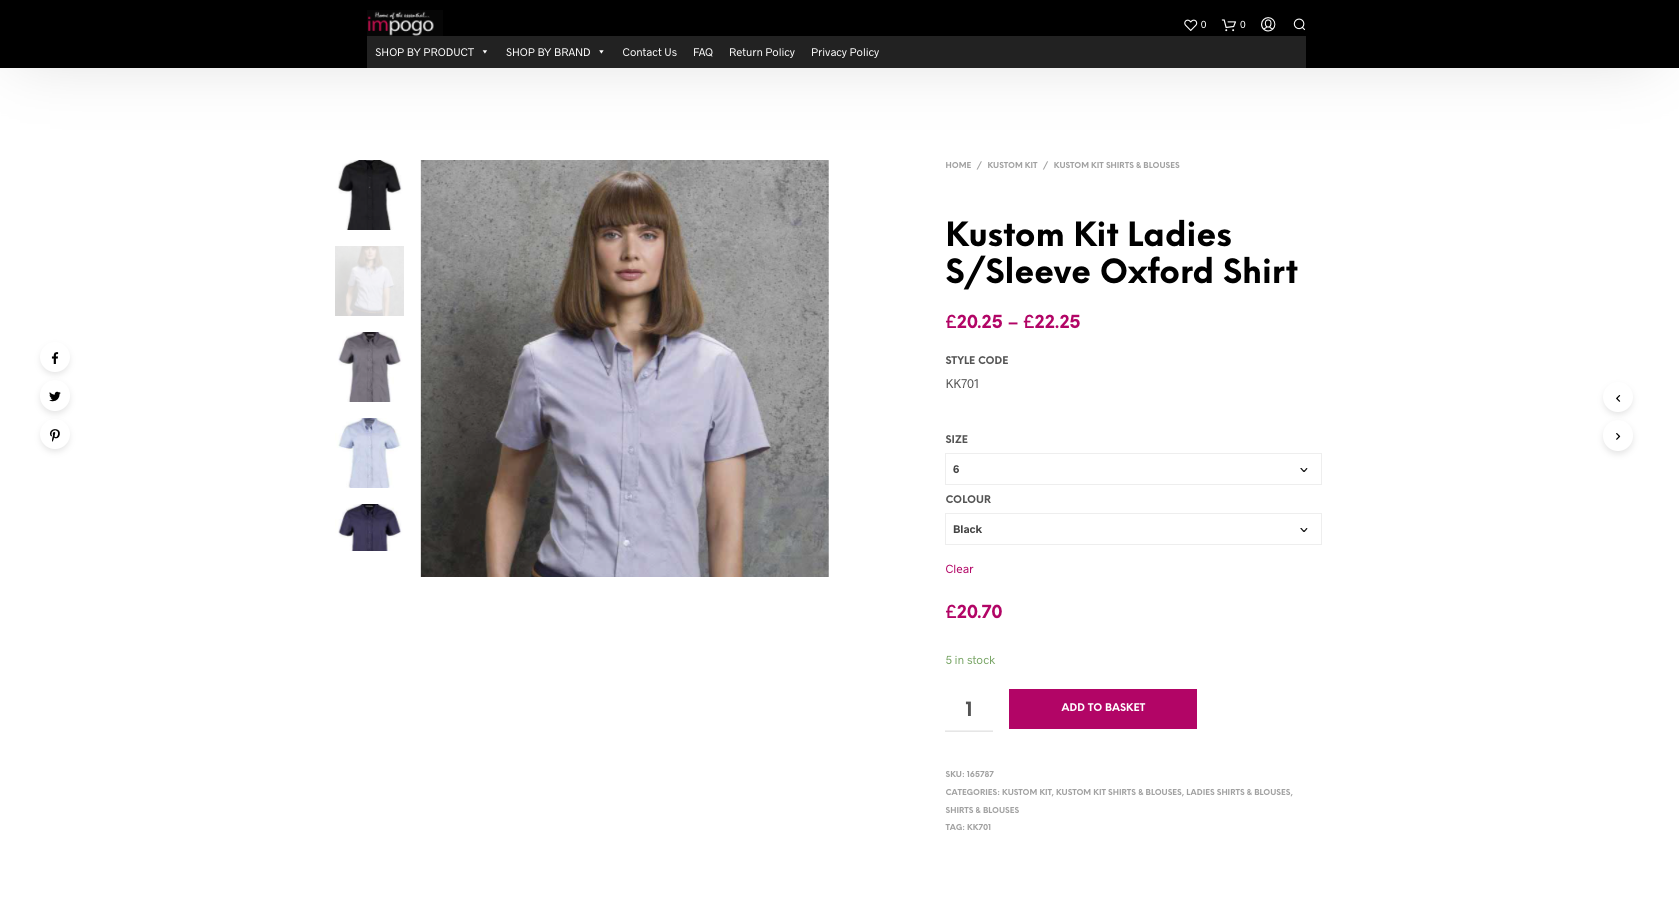 Home of the essential...
impogo
0
0
SHOP BY PRODUCT
SHOP BY BRAND
Contact Us
FAQ
Return Policy
Privacy Policy
HOME / KUSTOM KIT / KUSTOM KIT SHIRTS & BLOUSES
Kustom Kit Ladies
S/Sleeve Oxford Shirt
£20.25 – £22.25
STYLE CODE
KK701
SIZE
6
COLOUR
Black
Clear
£20.70
5 in stock
1
ADD TO BASKET
SKU: 165787
CATEGORIES: KUSTOM KIT, KUSTOM KIT SHIRTS & BLOUSES, LADIES SHIRTS & BLOUSES,
SHIRTS & BLOUSES
TAG: KK701